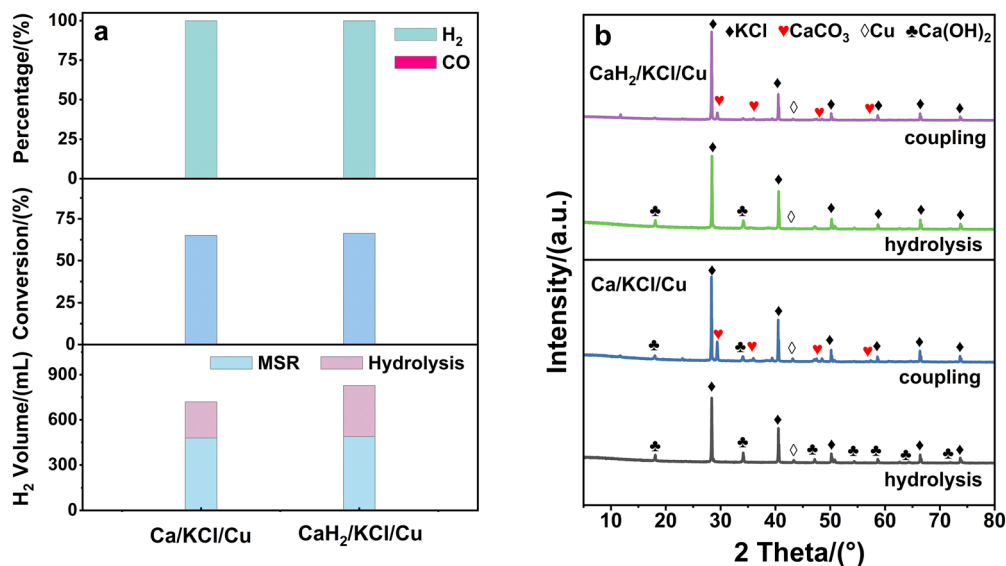 a
H₂
CO
Percentage/(%)
100
75
50
25
0
Conversion/(%)
75
50
25
0
MSR Hydrolysis
H₂ Volume/(mL)
900
600
300
0
Ca/KCl/Cu CaH₂/KCl/Cu
b
♦KCl ♥CaCO₃ ◊Cu ♣Ca(OH)₂
CaH₂/KCl/Cu
coupling
hydrolysis
Ca/KCl/Cu
coupling
hydrolysis
Intensity/(a.u.)
10 20 30 40 50 60 70 80
2 Theta/(°)